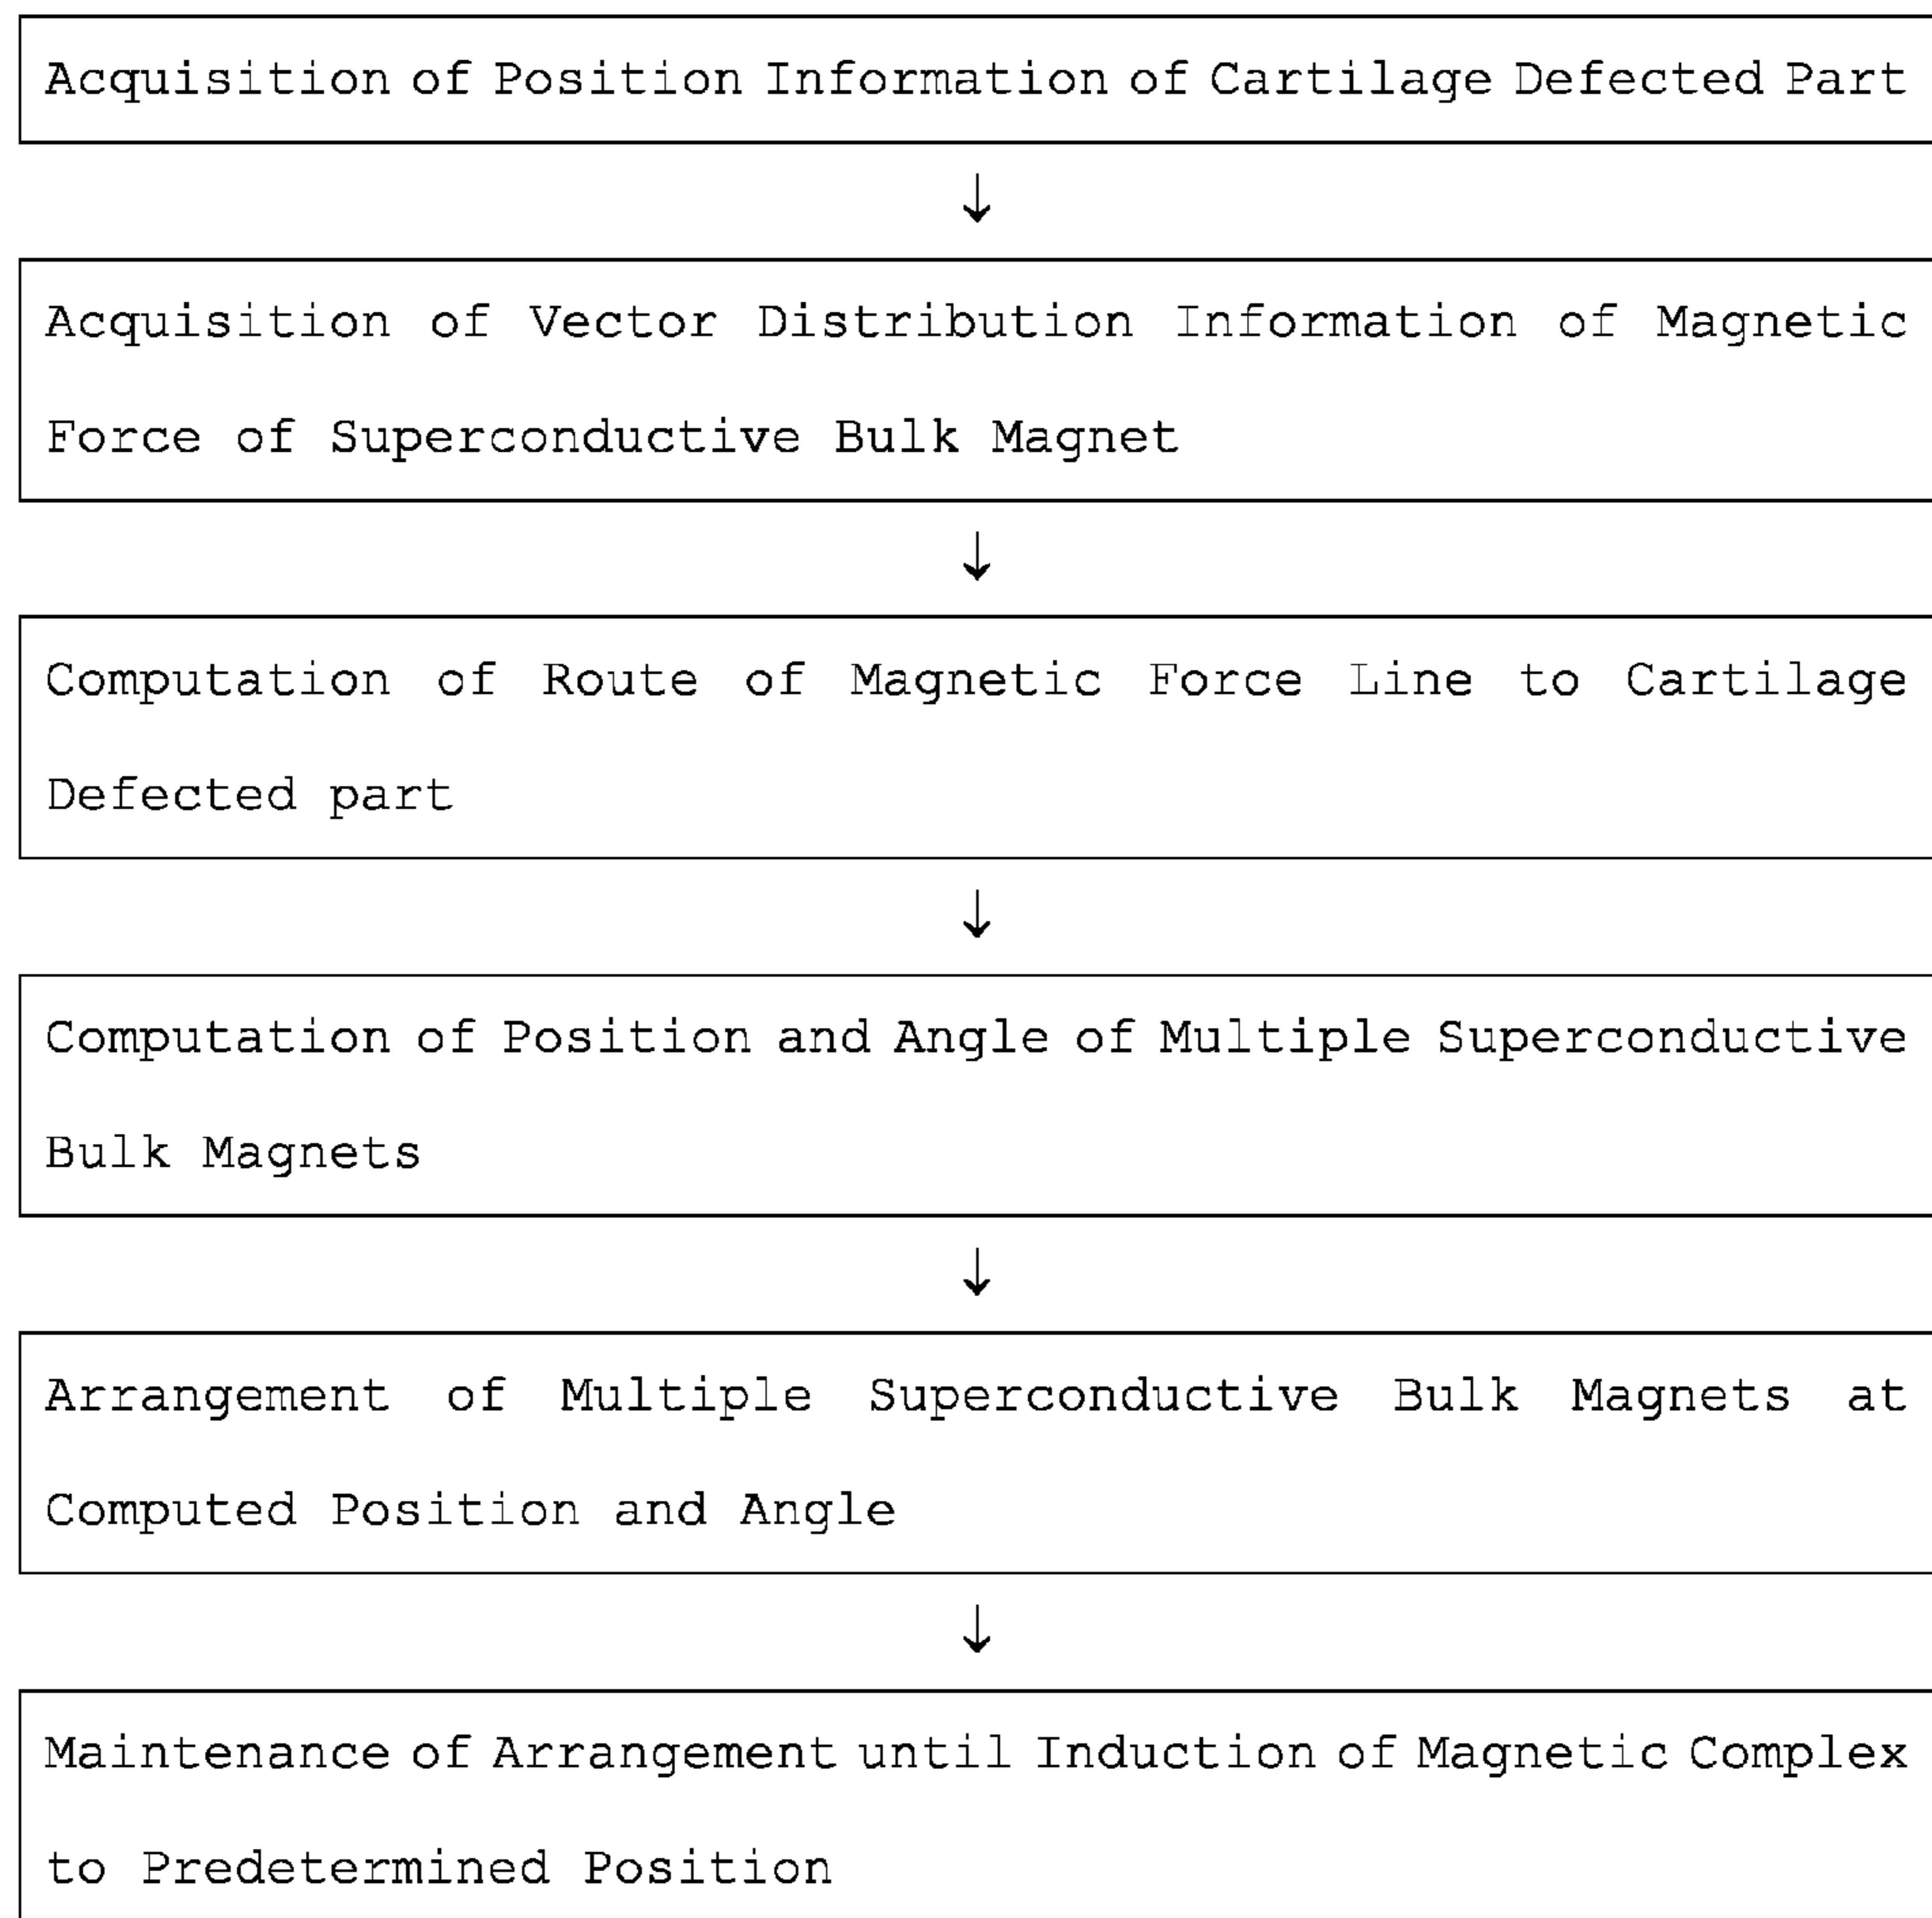 Acquisition of Position Information of Cartilage Defected Part
↓
Acquisition of Vector Distribution Information of Magnetic
Force of Superconductive Bulk Magnet
↓
Computation of Route of Magnetic Force Line to Cartilage
Defected part
↓
Computation of Position and Angle of Multiple Superconductive
Bulk Magnets
↓
Arrangement of Multiple Superconductive Bulk Magnets at
Computed Position and Angle
↓
Maintenance of Arrangement until Induction of Magnetic Complex
to Predetermined Position